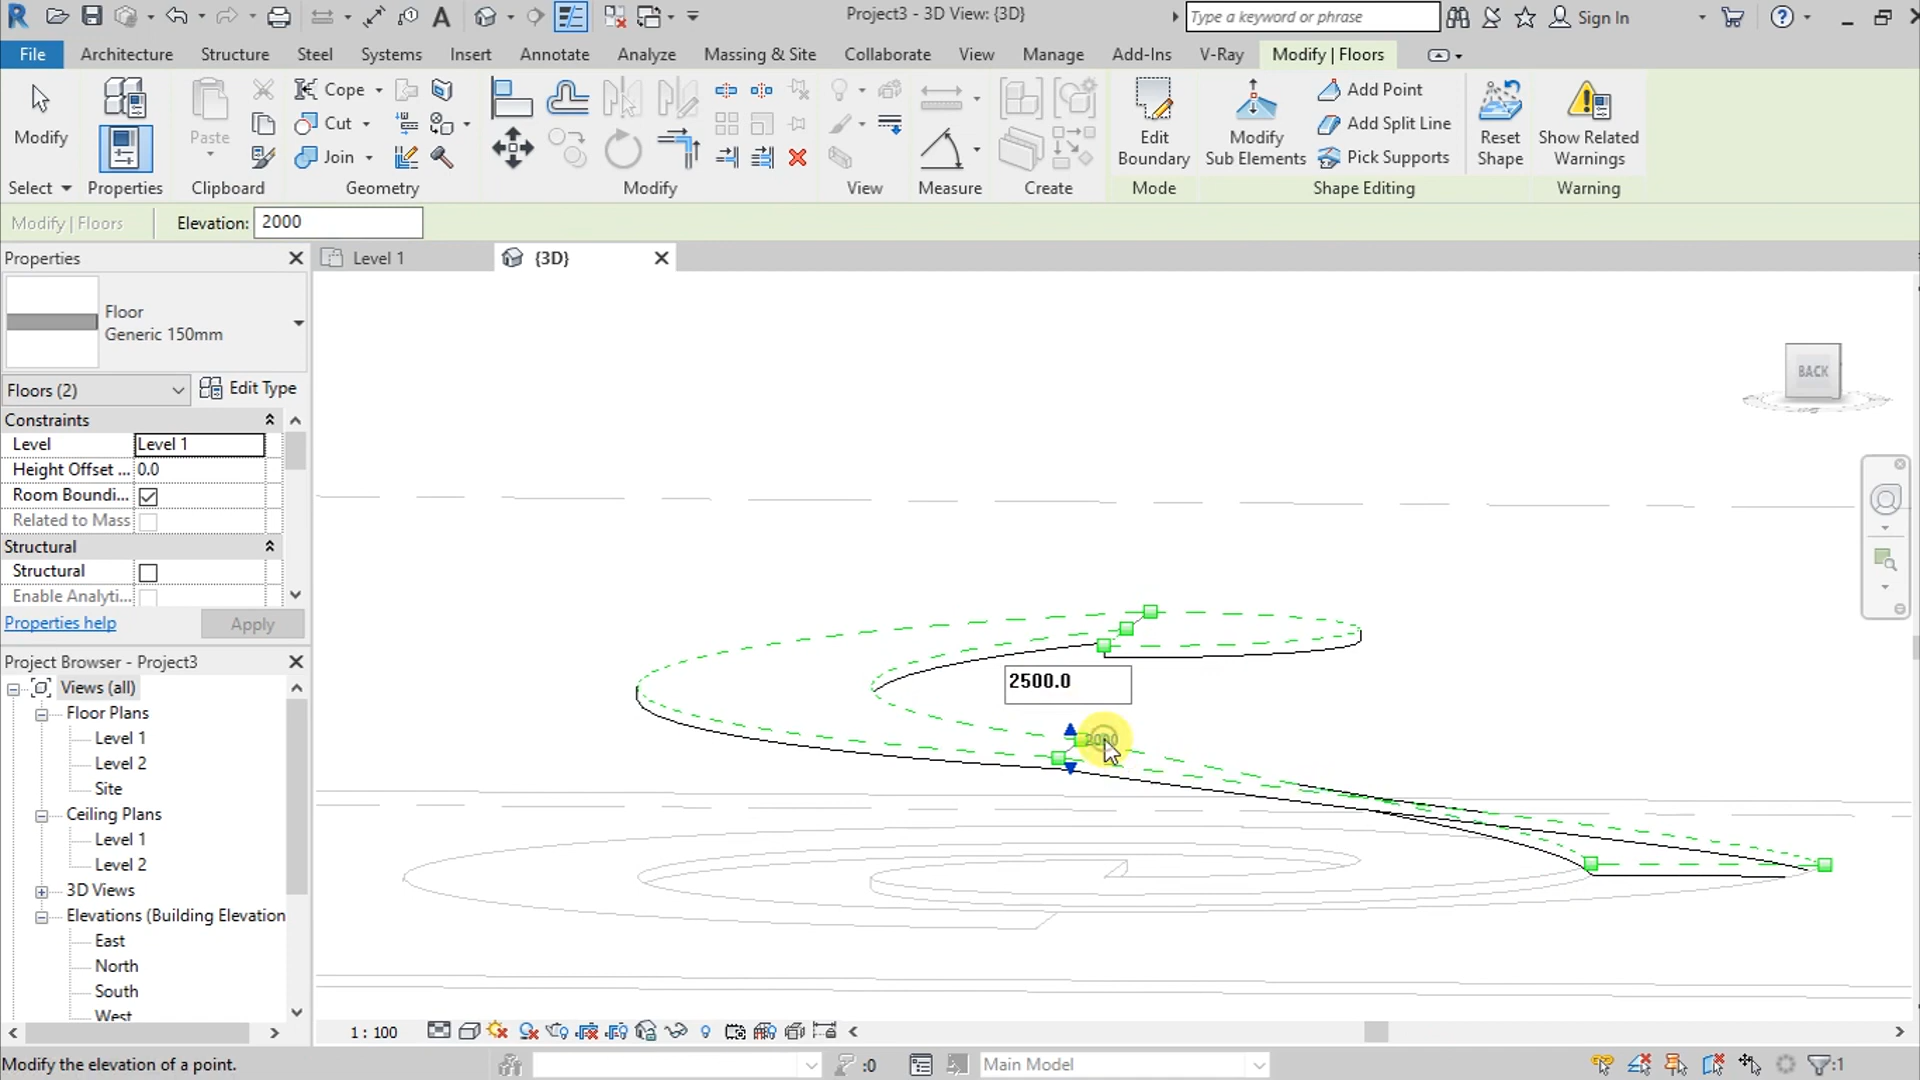 Project3 - 3D View: {3D}
Type a keyword or phrase
Sign In
File Architecture Structure Steel Systems Insert Annotate Analyze Massing & Site Collaborate View Manage Add-Ins V-Ray Modify | Floors
Modify
Paste
Cope
Cut
Join
Edit Boundary
Modify Sub Elements
Add Point
Add Split Line
Pick Supports
Reset Shape
Show Related Warnings
Select Properties Clipboard Geometry Modify View Measure Create Mode Shape Editing Warning
Modify | Floors Elevation: 2000
Properties
Level 1
{3D}
Floor
Generic 150mm
Floors (2) Edit Type
Constraints
Level Level 1
Height Offset ... 0.0
Room Boundi...
Related to Mass
Structural
Structural
Enable Analyti...
Properties help Apply
BACK
2500.0
Project Browser - Project3
Views (all)
Floor Plans
Level 1
Level 2
Site
Ceiling Plans
Level 1
Level 2
3D Views
Elevations (Building Elevation
East
North
South
West
1 : 100
Modify the elevation of a point.
:0
Main Model
:1